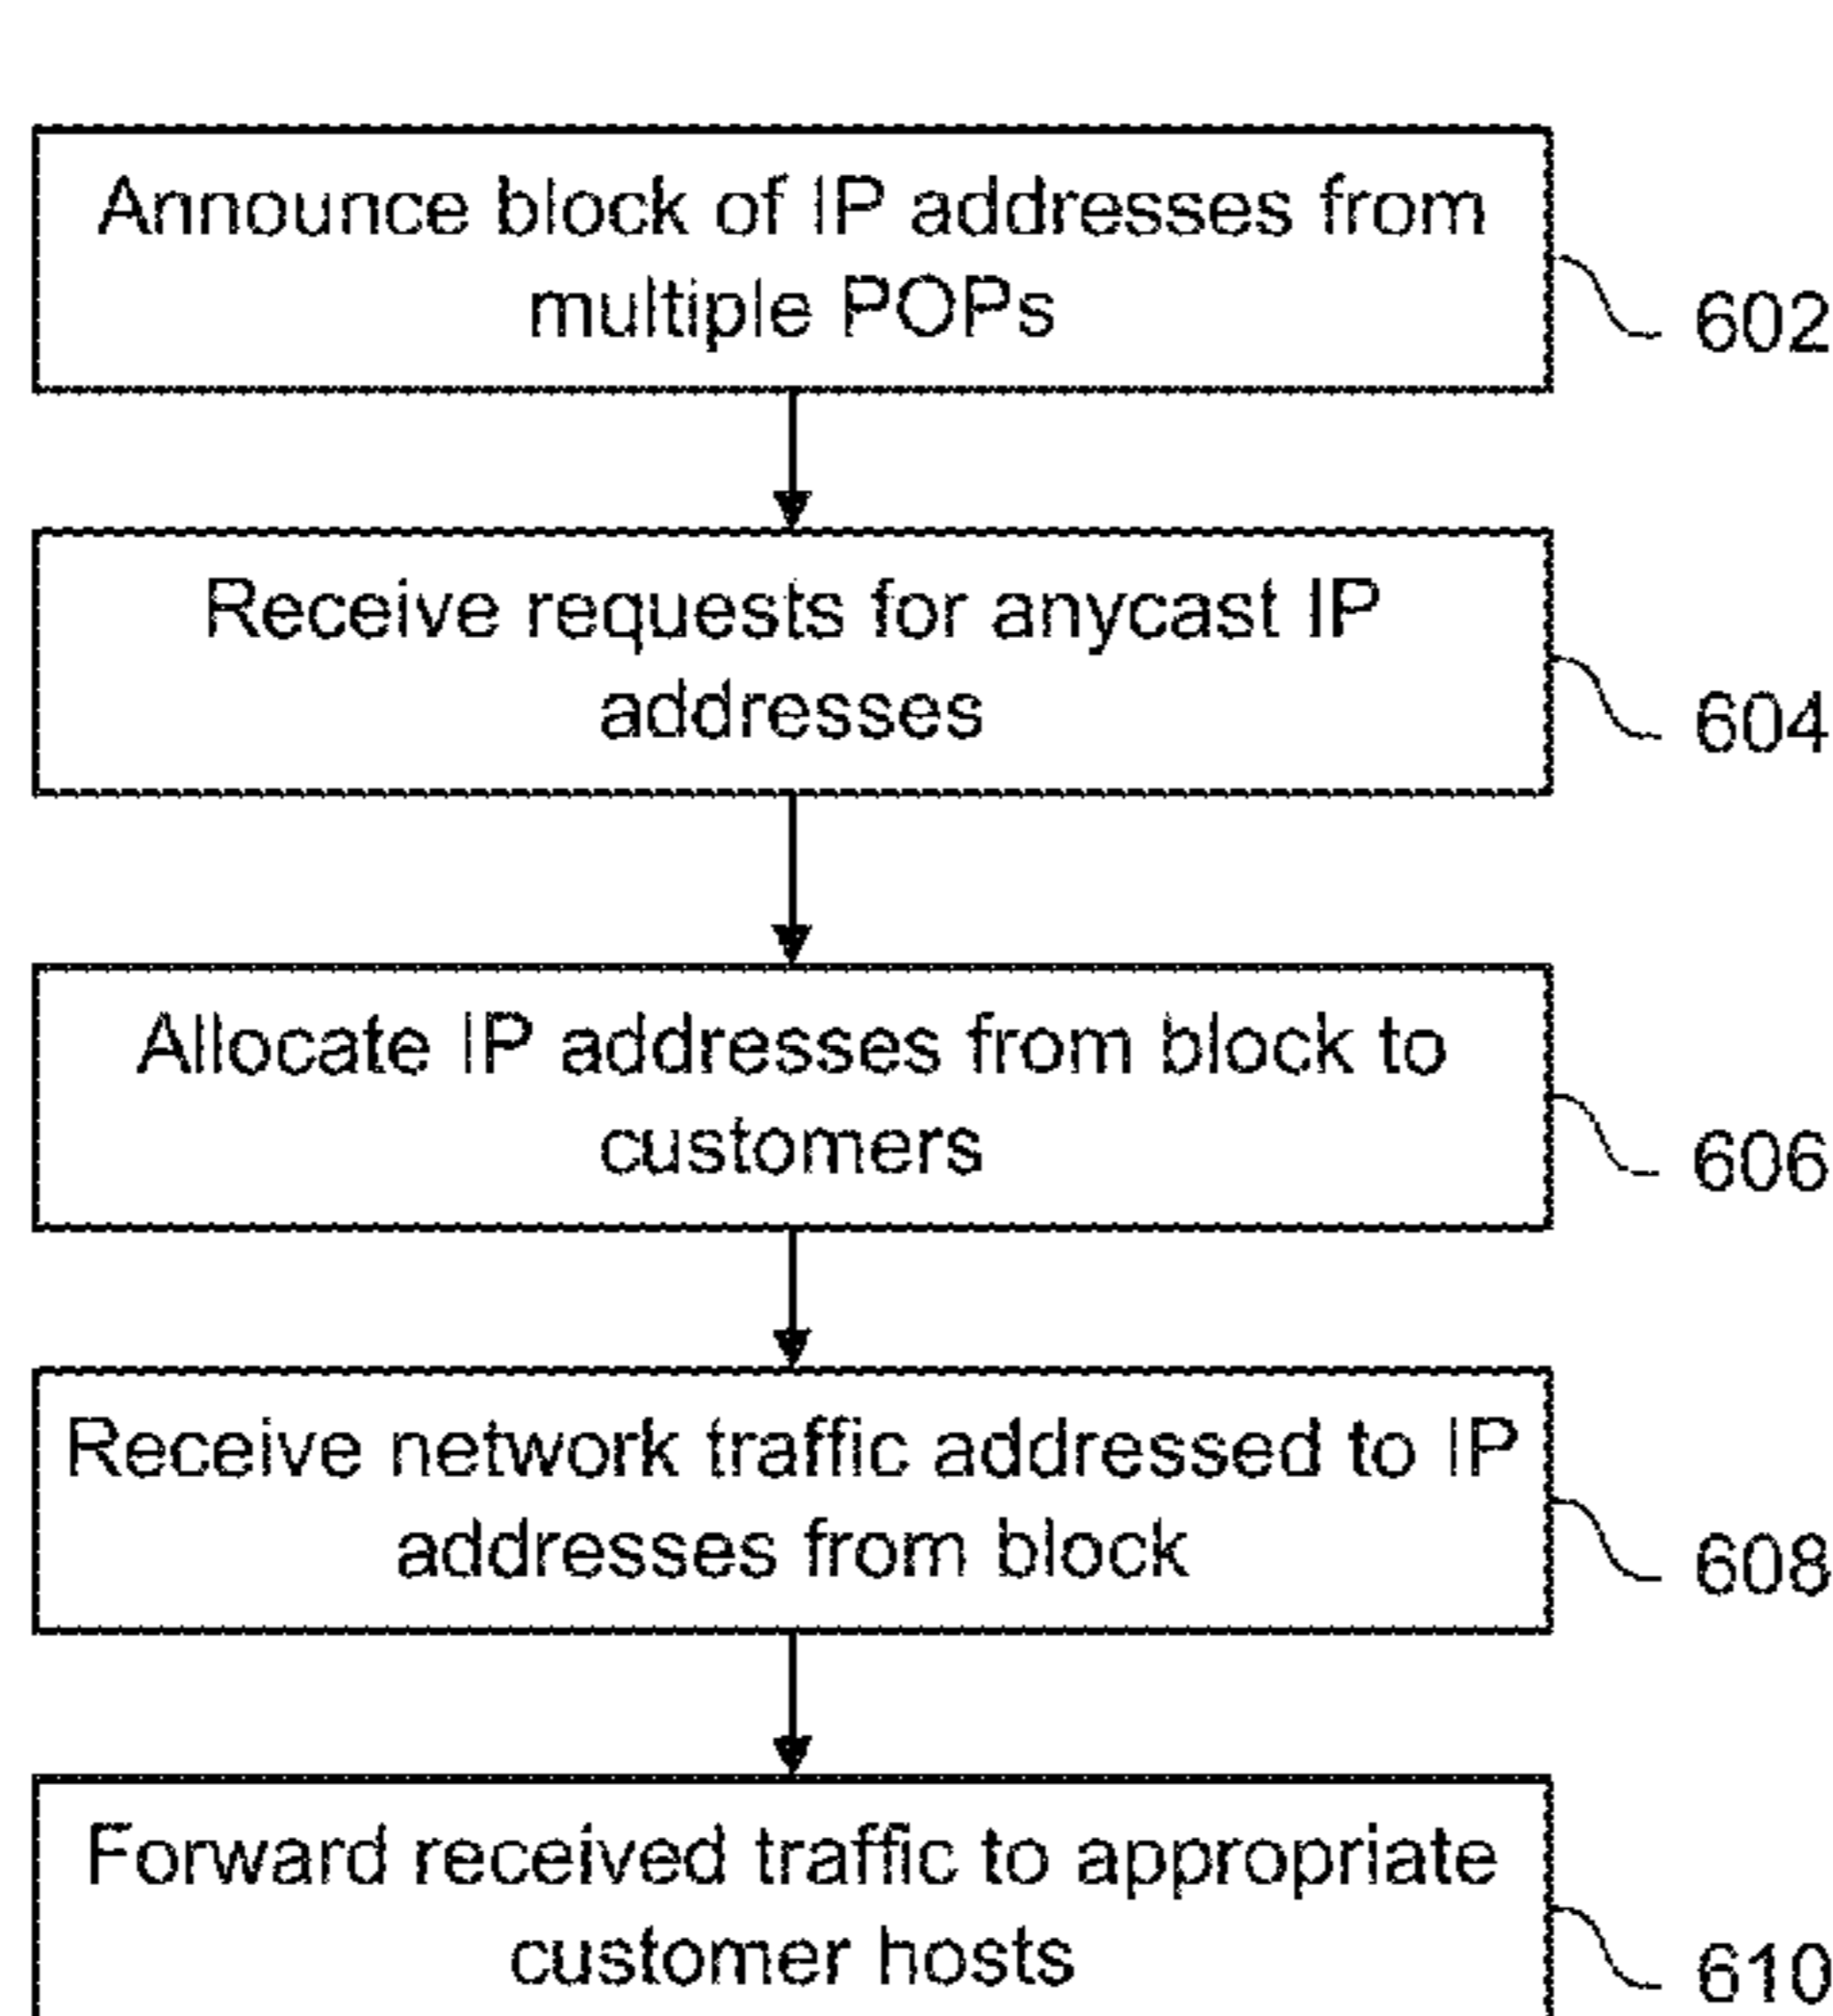 Announce block of IP addresses from
multiple POPs
602
Receive requests for anycast IP
addresses
604
Allocate IP addresses from block to
customers
606
Receive network traffic addressed to IP
addresses from block
608
Forward received traffic to appropriate
customer hosts
610